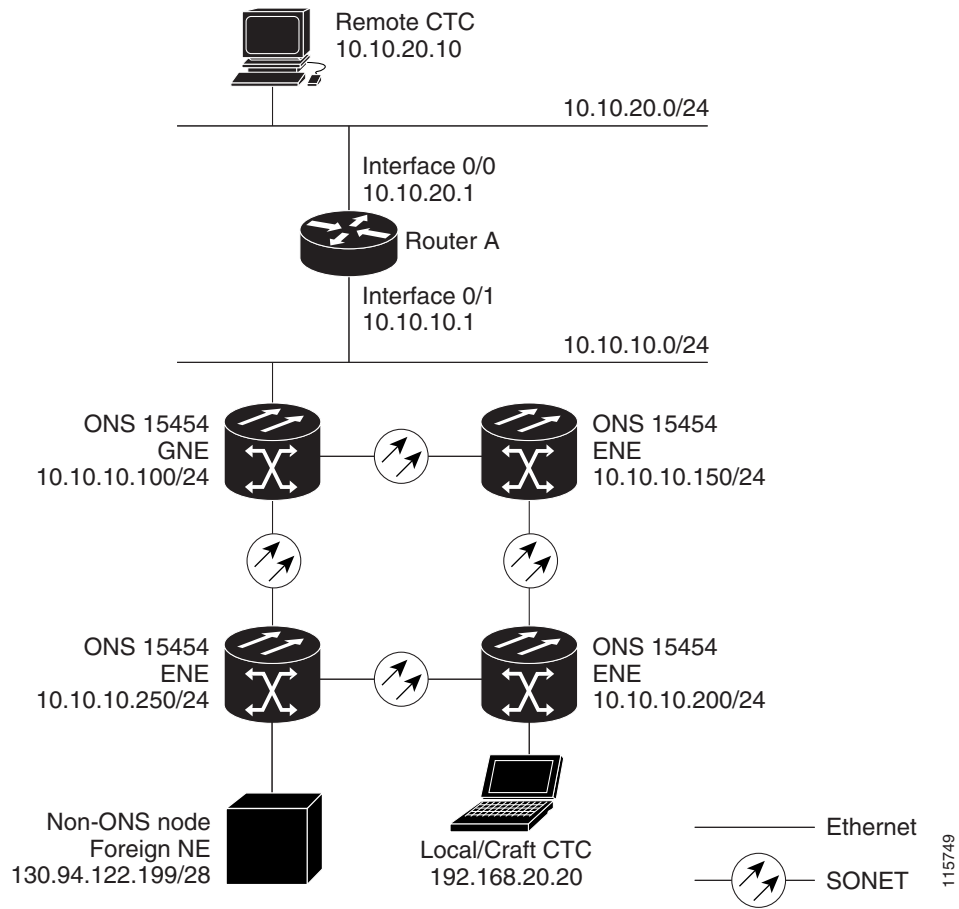 Remote CTC
10.10.20.10
10.10.20.0/24
Interface 0/0
10.10.20.1
Router A
Interface 0/1
10.10.10.1
10.10.10.0/24
ONS 15454
GNE
10.10.10.100/24
ONS 15454
ENE
10.10.10.150/24
ONS 15454
ENE
10.10.10.250/24
ONS 15454
ENE
10.10.10.200/24
Non-ONS node
Foreign NE
130.94.122.199/28
Local/Craft CTC
192.168.20.20
Ethernet
SONET
115749